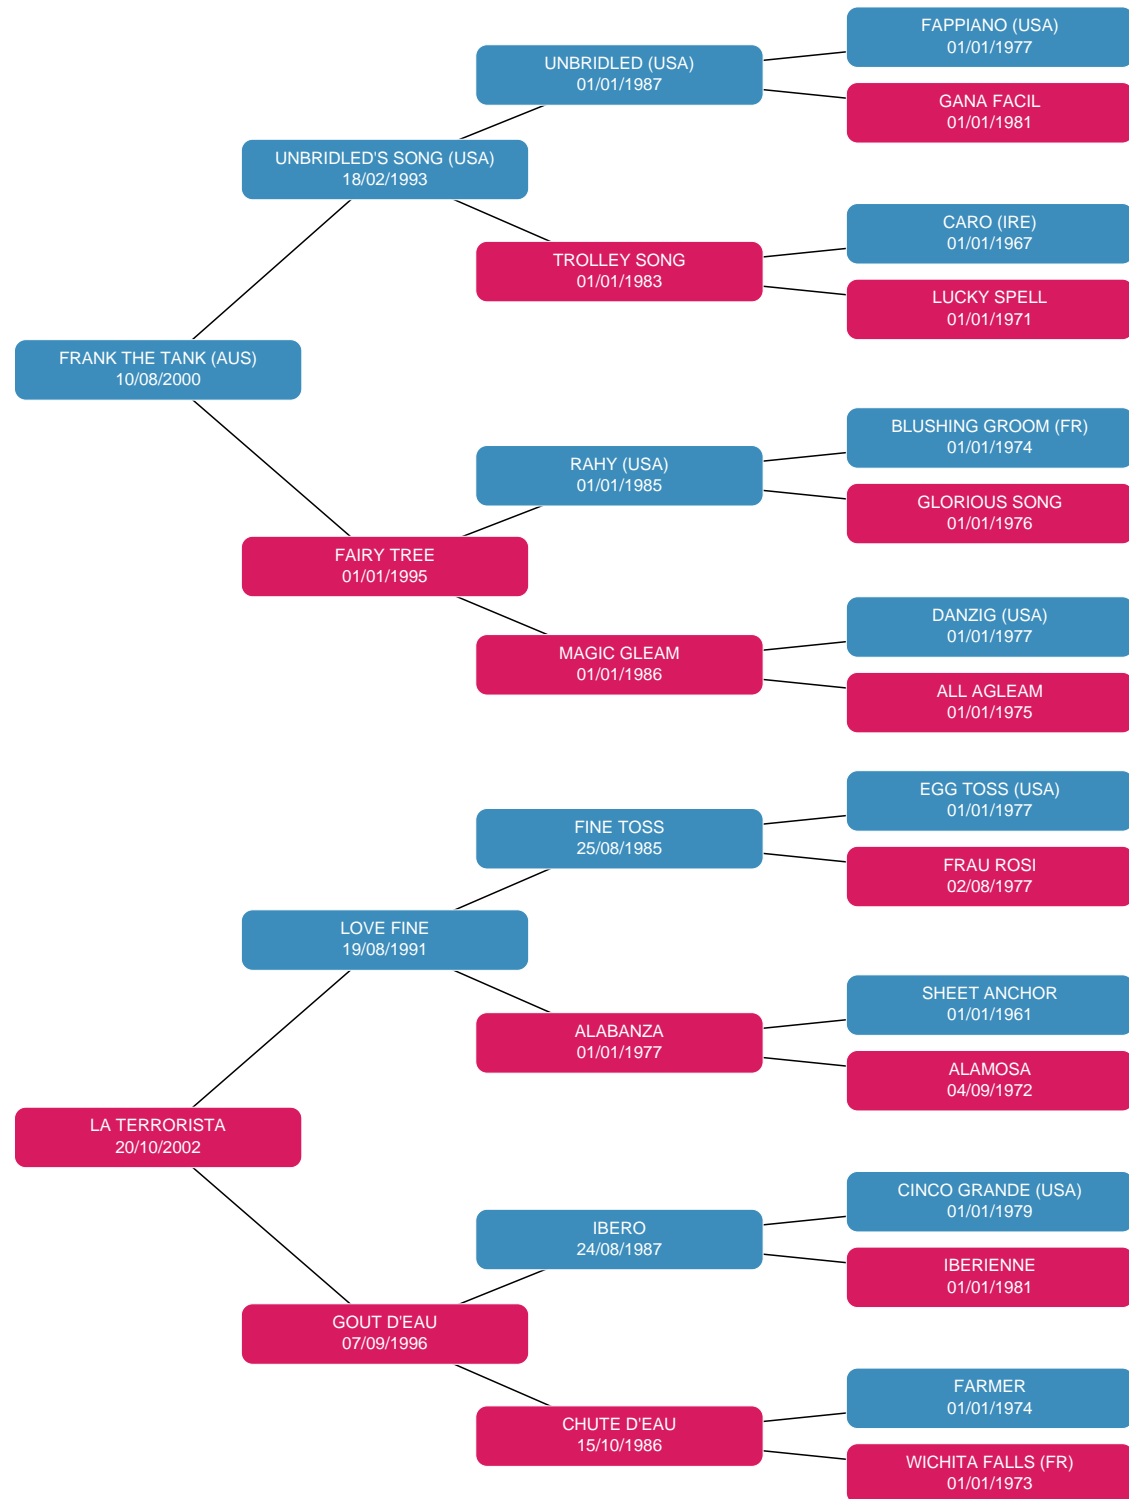 FAPPIANO (USA)
01/01/1977
UNBRIDLED (USA)
01/01/1987
GANA FACIL
01/01/1981
UNBRIDLED'S SONG (USA)
18/02/1993
CARO (IRE)
01/01/1967
TROLLEY SONG
01/01/1983
LUCKY SPELL
01/01/1971
FRANK THE TANK (AUS)
10/08/2000
BLUSHING GROOM (FR)
01/01/1974
RAHY (USA)
01/01/1985
GLORIOUS SONG
01/01/1976
FAIRY TREE
01/01/1995
DANZIG (USA)
01/01/1977
MAGIC GLEAM
01/01/1986
ALL AGLEAM
01/01/1975
EGG TOSS (USA)
01/01/1977
FINE TOSS
25/08/1985
FRAU ROSI
02/08/1977
LOVE FINE
19/08/1991
SHEET ANCHOR
01/01/1961
ALABANZA
01/01/1977
ALAMOSA
04/09/1972
LA TERRORISTA
20/10/2002
CINCO GRANDE (USA)
01/01/1979
IBERO
24/08/1987
IBERIENNE
01/01/1981
GOUT D'EAU
07/09/1996
FARMER
01/01/1974
CHUTE D'EAU
15/10/1986
WICHITA FALLS (FR)
01/01/1973